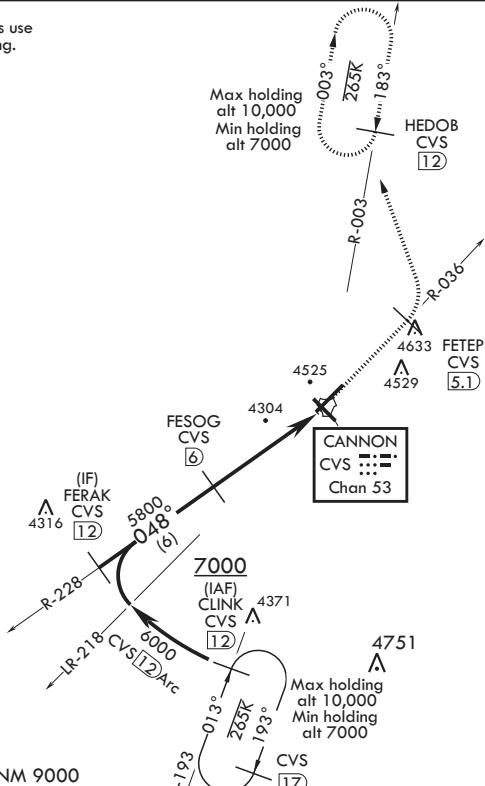 s use
ng.
003°
265K
183°
Max holding
alt 10,000
Min holding
alt 7000
HEDOB
CVS
12
R-003
R-036
4633
FETEP
CVS
5.1
4529
4525
4304
FESOG
CVS
6
CANNON
CVS
Chan 53
(IF)
FERAK
CVS
12
4316
5800
048°
(6)
R-228
7000
(IAF)
CLINK
CVS
12
4371
LR-218
6000
CVS 12 Arc
4751
013°
265K
193°
Max holding
alt 10,000
Min holding
alt 7000
-193
CVS
17
NM 9000